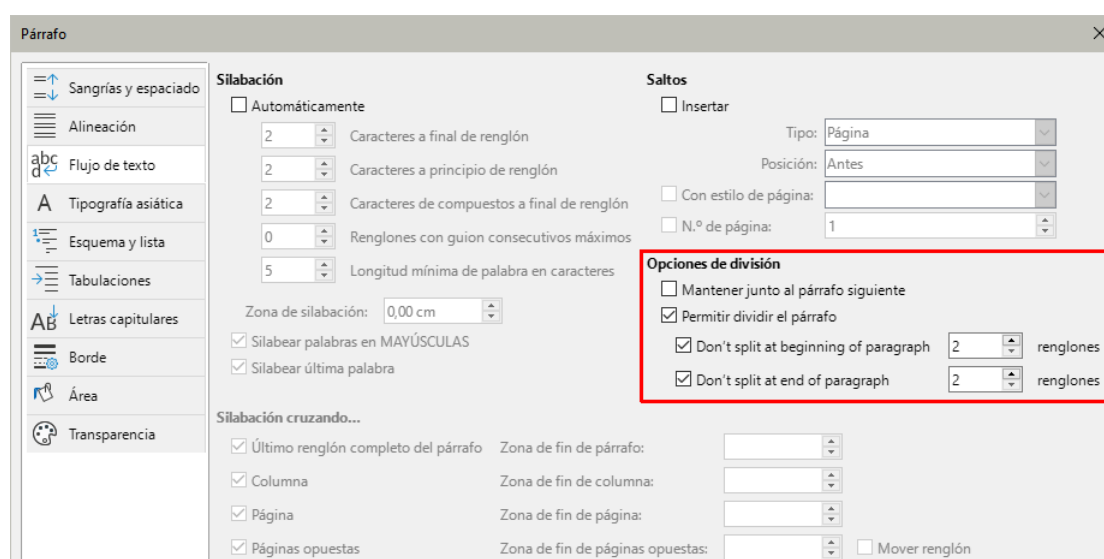 Párrafo
Sangrías y espaciado
Alineación
abc
d
Flujo de texto
A
Tipografía asiática
1
Esquema y lista
Tabulaciones
AB
Letras capitulares
Borde
Área
Transparencia
Silabación
Automáticamente
2 Caracteres a final de renglón
2 Caracteres a principio de renglón
2 Caracteres de compuestos a final de renglón
0 Renglones con guion consecutivos máximos
5 Longitud mínima de palabra en caracteres
Zona de silabación: 0,00 cm
Silabear palabras en MAYÚSCULAS
Silabear última palabra
Saltos
Insertar
Tipo: Página
Posición: Antes
Con estilo de página:
N.º de página: 1
Opciones de división
Mantener junto al párrafo siguiente
Permitir dividir el párrafo
Don't split at beginning of paragraph 2 renglones
Don't split at end of paragraph 2 renglones
Silabación cruzando...
Último renglón completo del párrafo Zona de fin de párrafo:
Columna Zona de fin de columna:
Página Zona de fin de página:
Páginas opuestas Zona de fin de páginas opuestas: Mover renglón